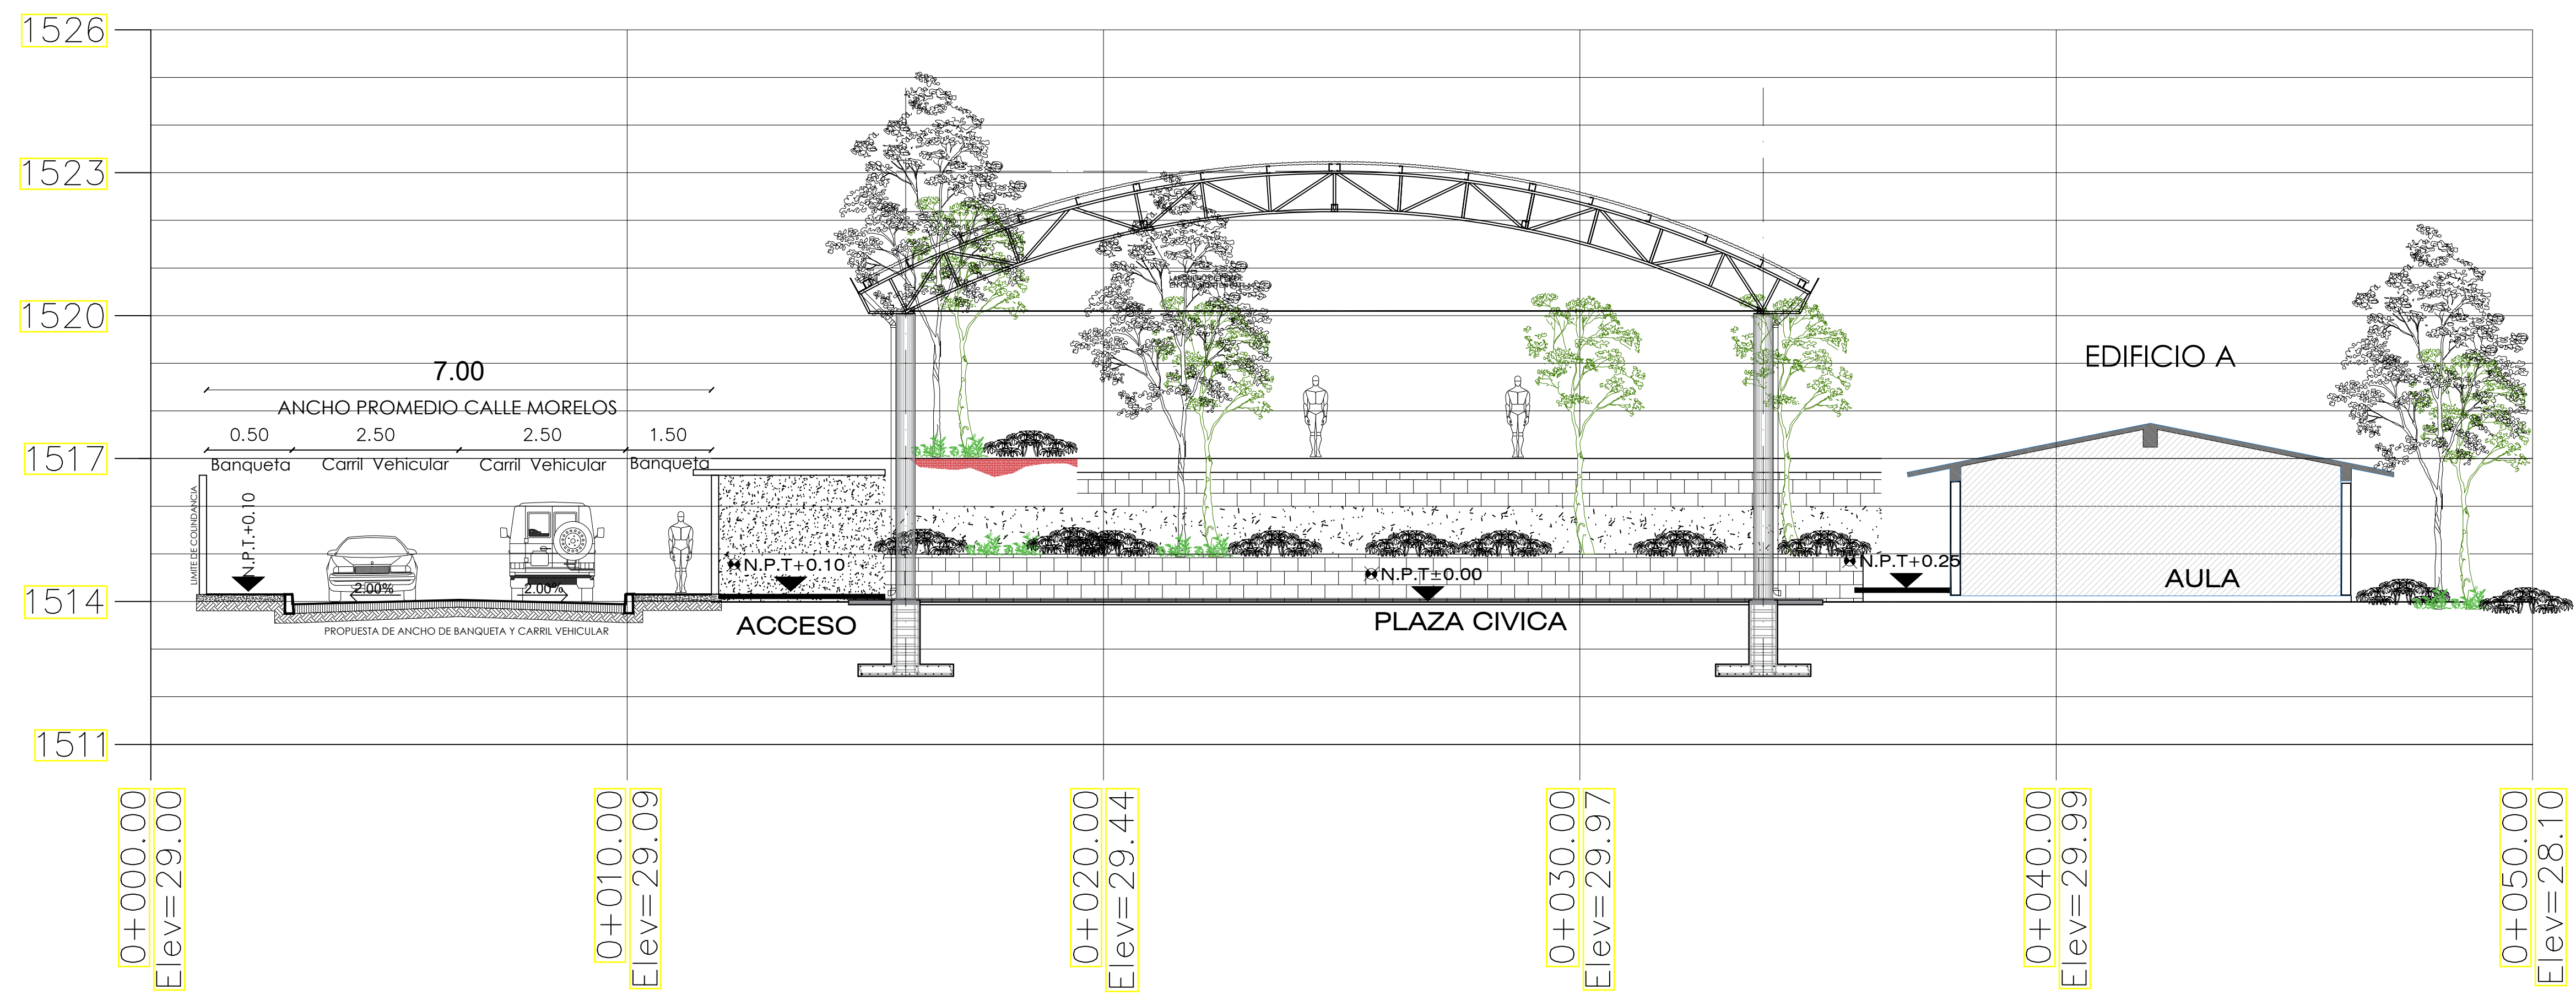 1526
1523
1520
1517
1514
1511
7.00
ANCHO PROMEDIO CALLE MORELOS
0.50 2.50 2.50 1.50
Banqueta Carril Vehicular Carril Vehicular Banqueta
LIMITE DE COLINDANCIA
N.P.T.+0.10
2.00% 2.00%
PROPUESTA DE ANCHO DE BANQUETA Y CARRIL VEHICULAR
N.P.T+0.10
ACCESO
N.P.T±0.00
PLAZA CIVICA
N.P.T+0.25
EDIFICIO A
AULA
0+000.00
Elev=29.00
0+010.00
Elev=29.09
0+020.00
Elev=29.44
0+030.00
Elev=29.97
0+040.00
Elev=29.99
0+050.00
Elev=28.10